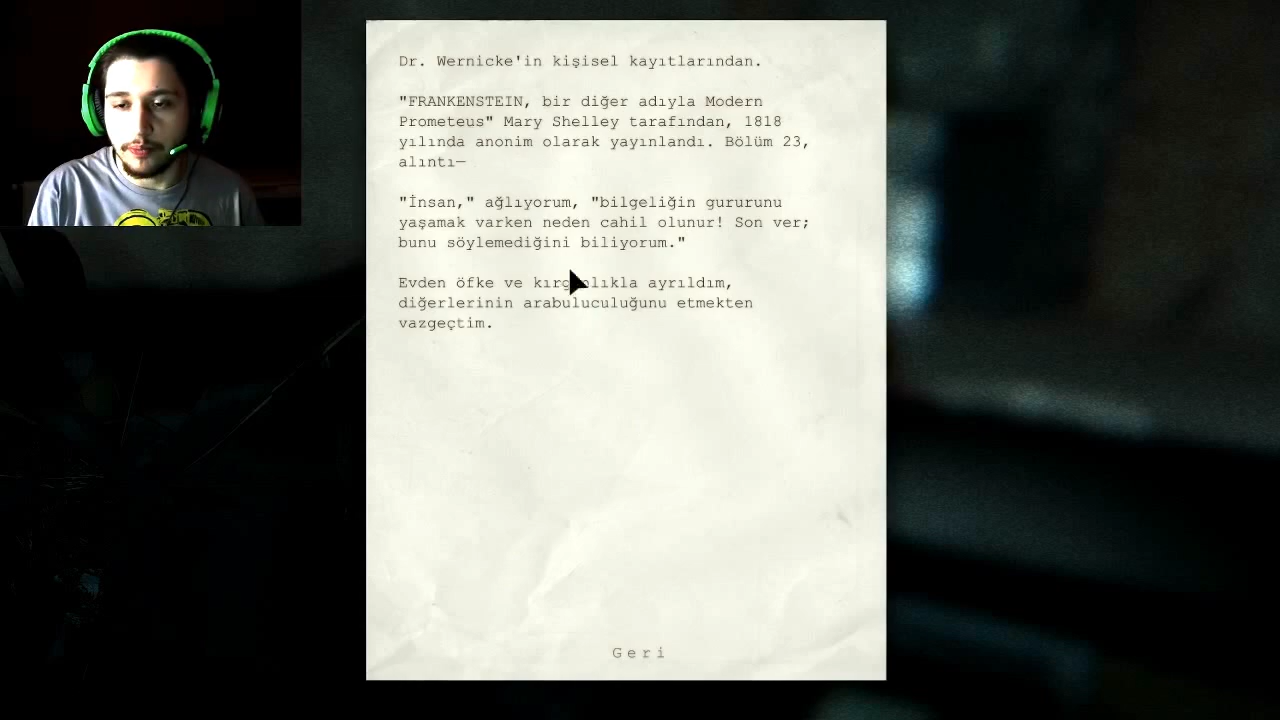 Dr. Wernicke'in kişisel kayıtlarından.
"FRANKENSTEIN, bir diğer adıyla Modern
Prometeus" Mary Shelley tarafından, 1818
yılında anonim olarak yayınlandı. Bölüm 23,
alıntı—
"İnsan," ağlıyorum, "bilgeliğin gururunu
yaşamak varken neden cahil olunur! Son ver;
bunu söylemediğini biliyorum."
Evden öfke ve ayrıldım,
diğerlerinin arabuluculuğunu etmekten
vazgeçtim.
Geri